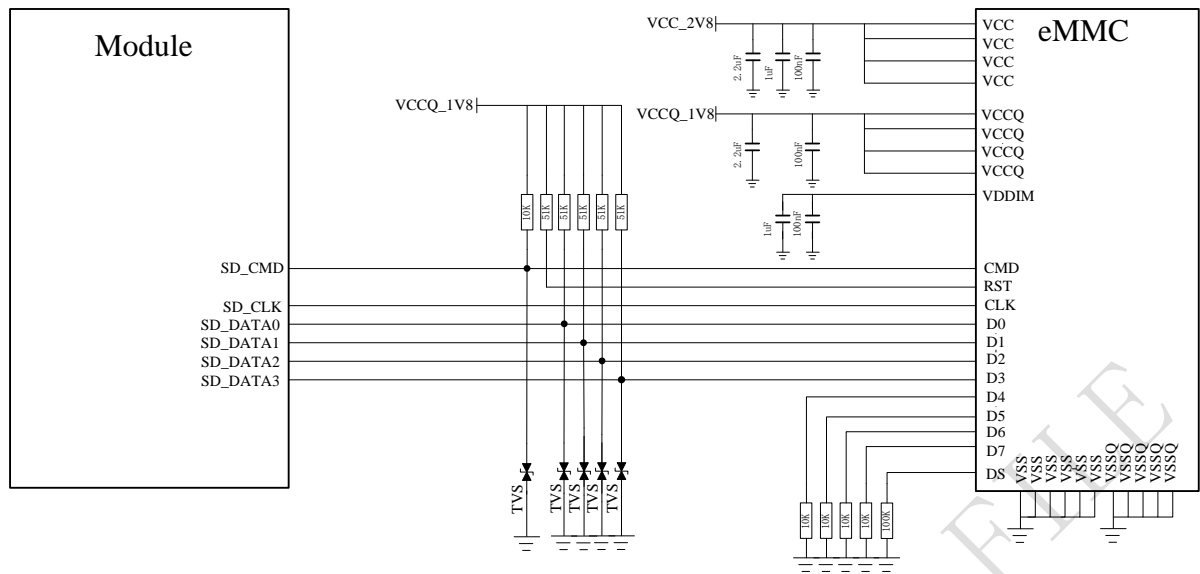 Module
eMMC
VCC_2V8
VCC
VCC
VCC
VCC
2.2uF
1uF
100nF
VCCQ_1V8
VCCQ_1V8
VCCQ
VCCQ
VCCQ
VCCQ
2.2uF
100nF
VDDIM
1uF
100nF
10K
51K
51K
51K
51K
51K
SD_CMD
CMD
RST
SD_CLK
CLK
SD_DATA0
D0
SD_DATA1
D1
SD_DATA2
D2
SD_DATA3
D3
D4
D5
D6
D7
DS
VSS
VSS
VSS
VSS
VSS
VSS
VSSQ
VSSQ
VSSQ
VSSQ
VSSQ
TVS
TVS
TVS
TVS
TVS
10K
10K
10K
10K
100K
FILE